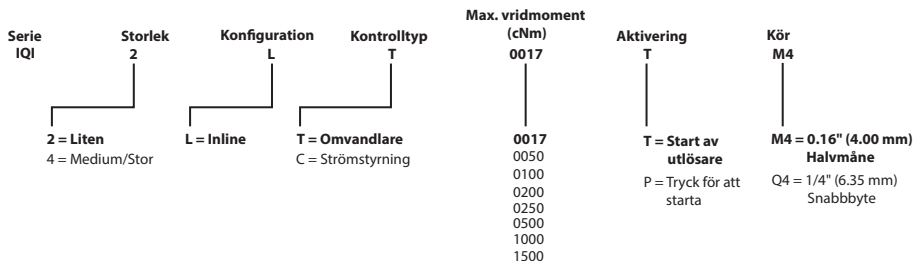 Max. vridmoment
(cNm)
Serie Storlek Konfiguration Kontrolltyp Aktivering Kör
IQI 2 L T 0017 T M4
2 = Liten
4 = Medium/Stor
L = Inline
T = Omvandlare
C = Strömstyrning
0017
0050
0100
0200
0250
0500
1000
1500
T = Start av
utlösare
P = Tryck för att
starta
M4 = 0.16" (4.00 mm)
Halvmåne
Q4 = 1/4" (6.35 mm)
Snabbbyte